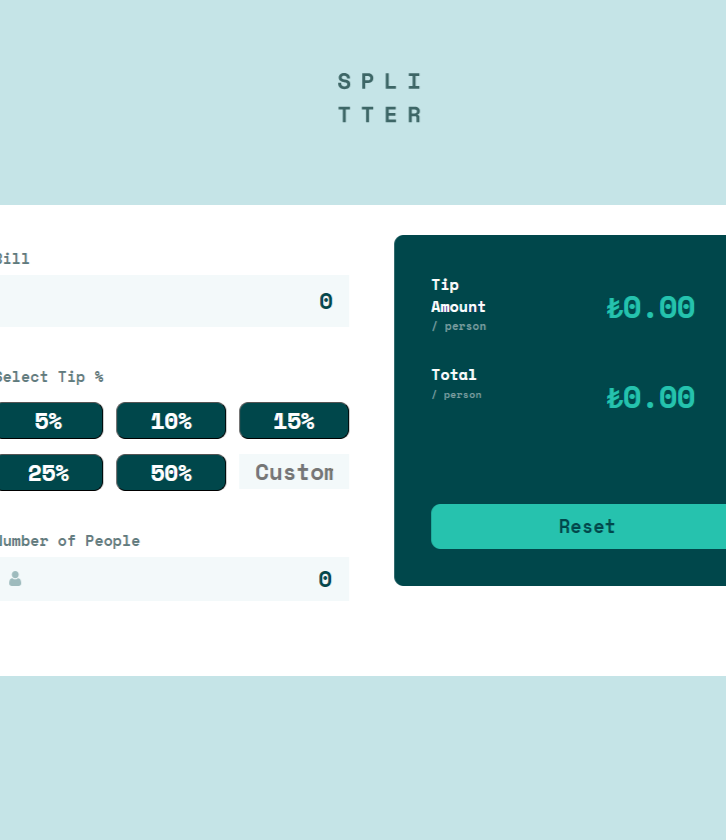 SPLI
TTER
Bill
0
Select Tip %
5%
10%
15%
25%
50%
Custom
Number of People
0
Tip
Amount
/ person
₺0.00
Total
/ person
₺0.00
Reset